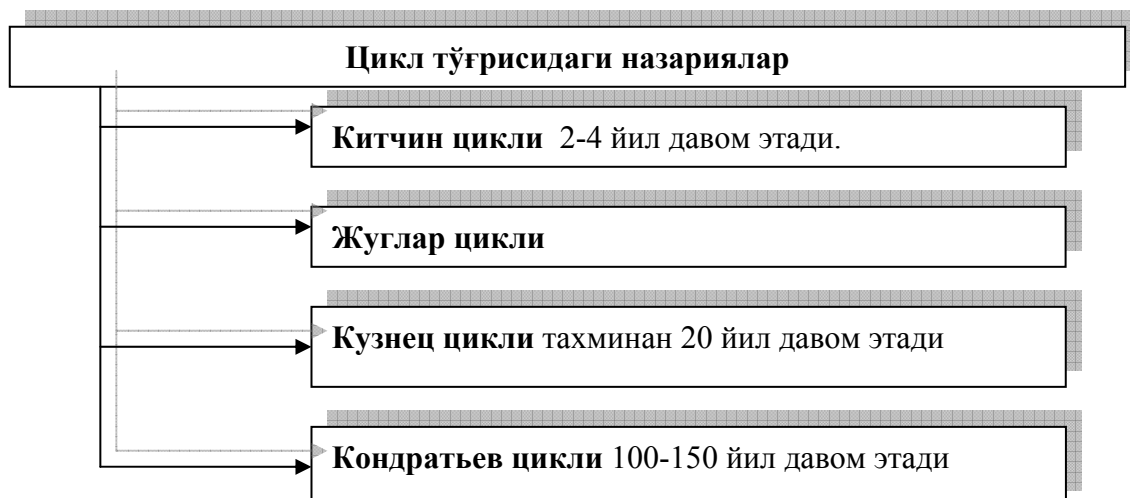 Цикл тўғрисидаги назариялар
Китчин цикли 2-4 йил давом этади.
Жуглар цикли
Кузнец цикли тахминан 20 йил давом этади
Кондратьев цикли 100-150 йил давом этади